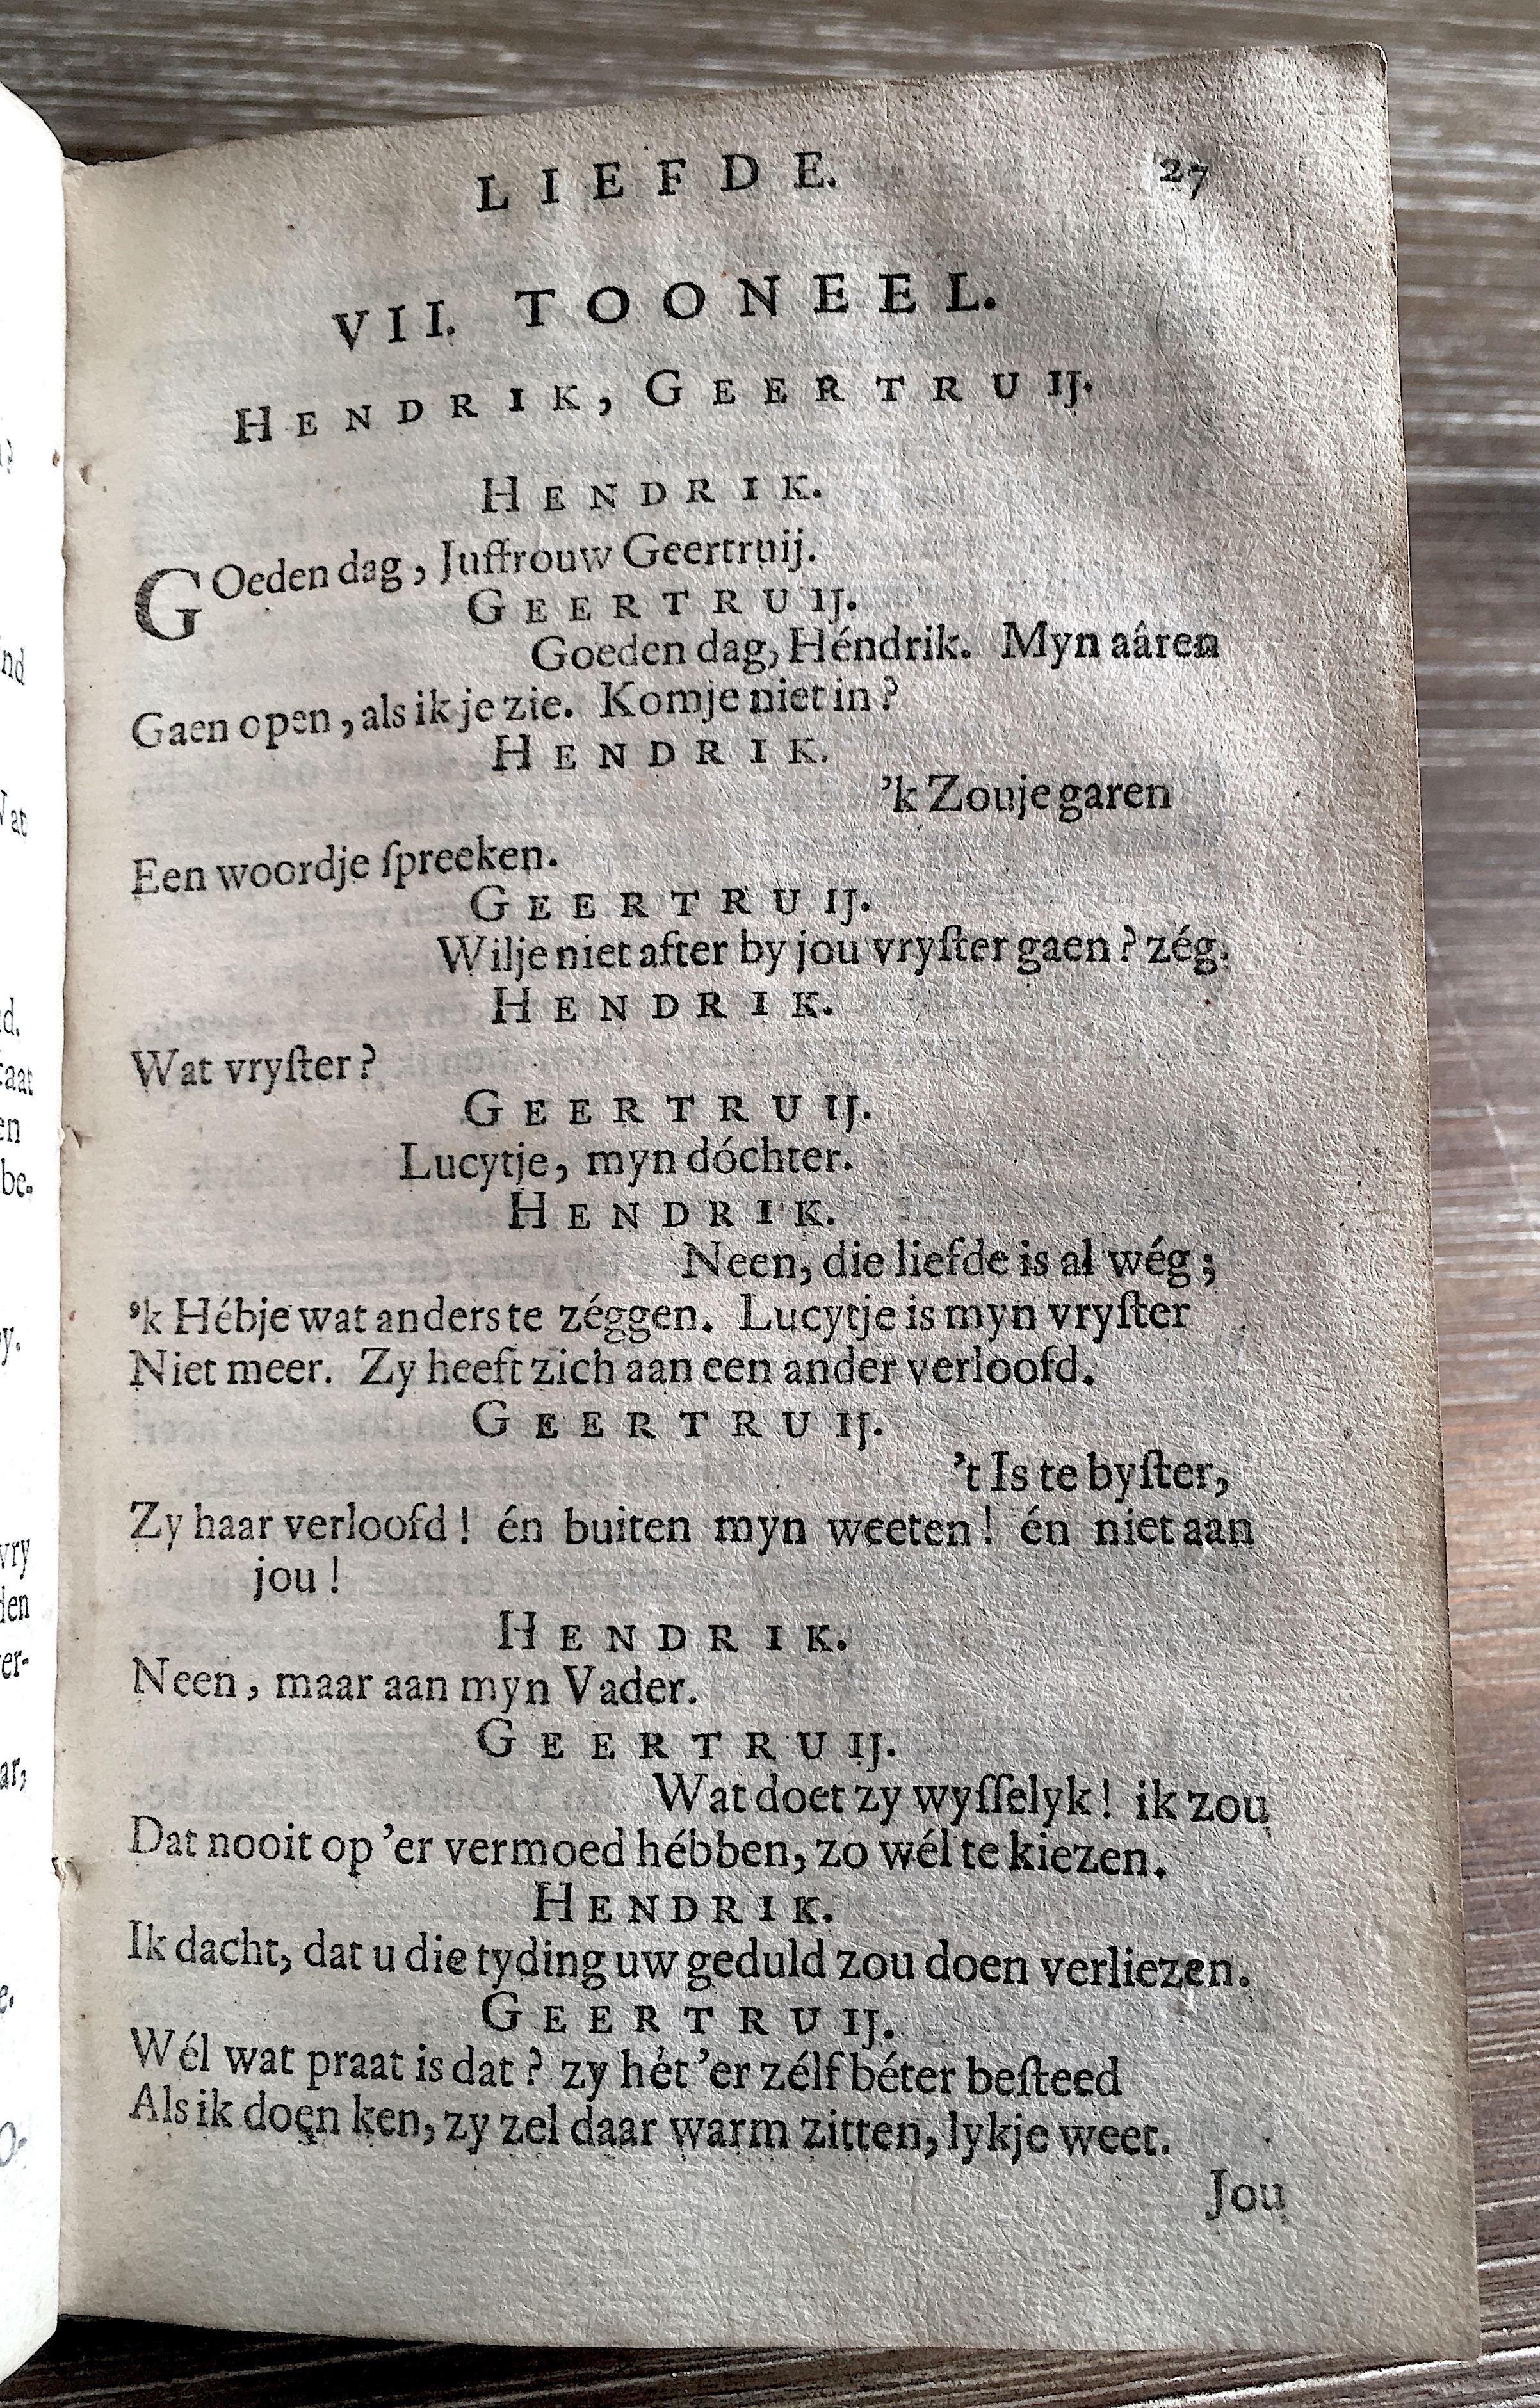 LIEFDE. 27
VII. TOONEEL.
HENDRIK, GEERTRUIJ.
HENDRIK.
GOeden dag, Juffrouw Geertruij.
GEERTRUIJ.
Goeden dag, Héndrik. Myn aâren
Gaen open, als ik je zie. Komje niet in?
HENDRIK.
'k Zouje garen
Een woordje ſpreeken.
GEERTRUIJ.
Wilje niet after by jou vryſter gaen? zég.
HENDRIK.
Wat vryſter?
GEERTRUIJ.
Lucytje, myn dóchter.
HENDRIK.
Neen, die liefde is al wég;
'k Hébje wat anders te zéggen. Lucytje is myn vryſter
Niet meer. Zy heeft zich aan een ander verloofd.
GEERTRUIJ.
't Is te byſter,
Zy haar verloofd! én buiten myn weeten! én niet aan
jou!
HENDRIK.
Neen, maar aan myn Vader.
GEERTRUIJ.
Wat doet zy wyſſelyk! ik zou
Dat nooit op 'er vermoed hébben, zo wél te kiezen.
HENDRIK.
Ik dacht, dat u die tyding uw geduld zou doen verliezen.
GEERTRUIJ.
Wél wat praat is dat? zy hét 'er zélf béter beſteed
Als ik doen ken, zy zel daar warm zitten, lykje weet.
Jou